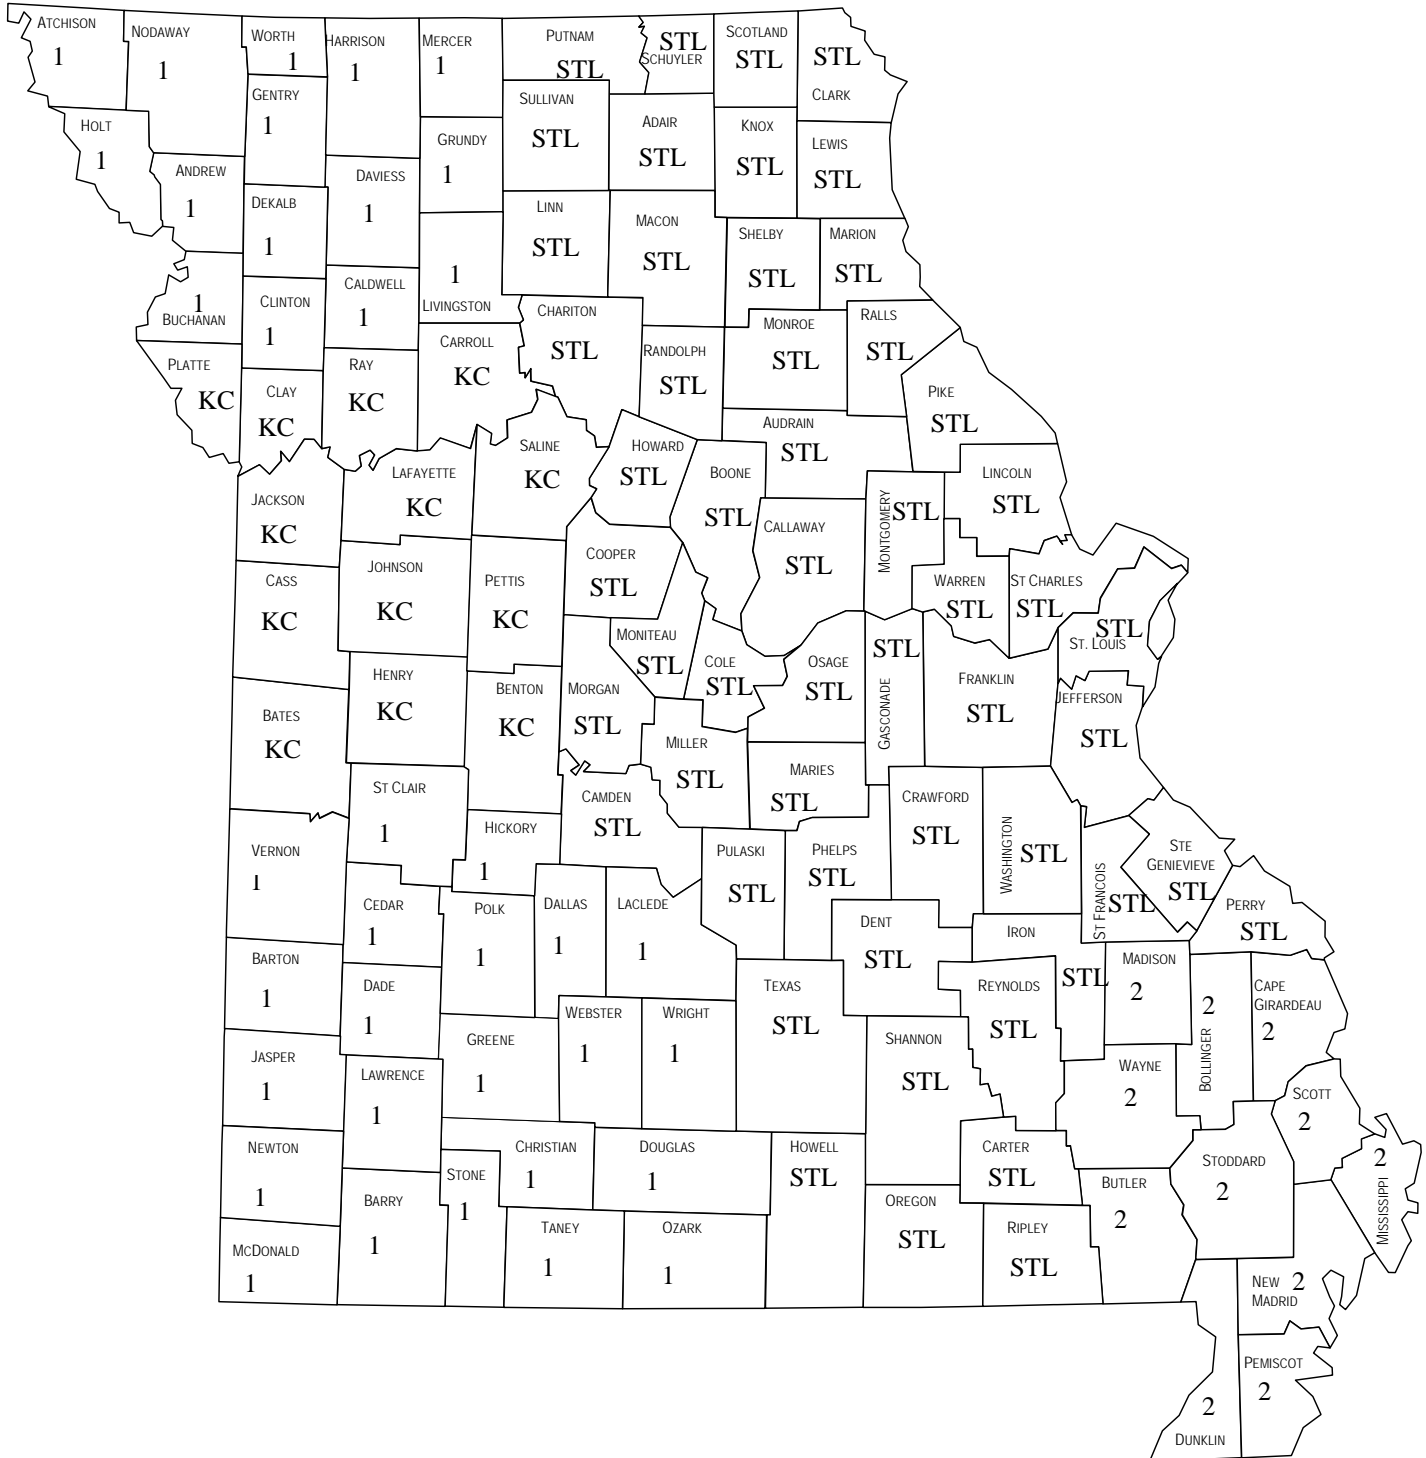 ATCHISON
1
NODAWAY
1
WORTH
1
HARRISON
1
MERCER
1
PUTNAM
STL
STL
SCHUYLER
SCOTLAND
STL
STL
CLARK
HOLT
1
GENTRY
1
SULLIVAN
STL
ADAIR
STL
KNOX
STL
LEWIS
STL
ANDREW
1
DEKALB
1
DAVIESS
1
GRUNDY
1
LINN
STL
MACON
STL
SHELBY
STL
MARION
STL
1
BUCHANAN
CLINTON
1
CALDWELL
1
1
LIVINGSTON
CHARITON
STL
RANDOLPH
STL
MONROE
STL
RALLS
STL
PLATTE
KC
CLAY
KC
RAY
KC
CARROLL
KC
PIKE
STL
AUDRAIN
STL
JACKSON
KC
LAFAYETTE
KC
SALINE
KC
HOWARD
STL
BOONE
STL
CALLAWAY
STL
MONTGOMERY
STL
LINCOLN
STL
CASS
KC
JOHNSON
KC
PETTIS
KC
COOPER
STL
WARREN
STL
ST CHARLES
STL
STL
ST. LOUIS
MONITEAU
STL
COLE
STL
OSAGE
STL
STL
GASCONADE
FRANKLIN
STL
JEFFERSON
STL
BATES
KC
HENRY
KC
BENTON
KC
MORGAN
STL
MILLER
STL
MARIES
STL
ST CLAIR
1
HICKORY
1
CAMDEN
STL
PULASKI
STL
PHELPS
STL
CRAWFORD
STL
WASHINGTON
STL
ST FRANCOIS
STL
STE
GENIEVIEVE
STL
PERRY
STL
VERNON
1
CEDAR
1
POLK
1
DALLAS
1
LACLEDE
1
DENT
STL
IRON
STL
MADISON
2
2
BOLLINGER
CAPE
GIRARDEAU
2
BARTON
1
DADE
1
GREENE
1
WEBSTER
1
WRIGHT
1
TEXAS
STL
SHANNON
STL
REYNOLDS
STL
WAYNE
2
SCOTT
2
JASPER
1
LAWRENCE
1
CHRISTIAN
1
DOUGLAS
1
HOWELL
STL
CARTER
STL
BUTLER
2
STODDARD
2
2
MISSISSIPPI
NEWTON
1
BARRY
1
STONE
1
TANEY
1
OZARK
1
OREGON
STL
RIPLEY
STL
MCDONALD
1
NEW
MADRID
2
PEMISCOT
2
2
DUNKLIN